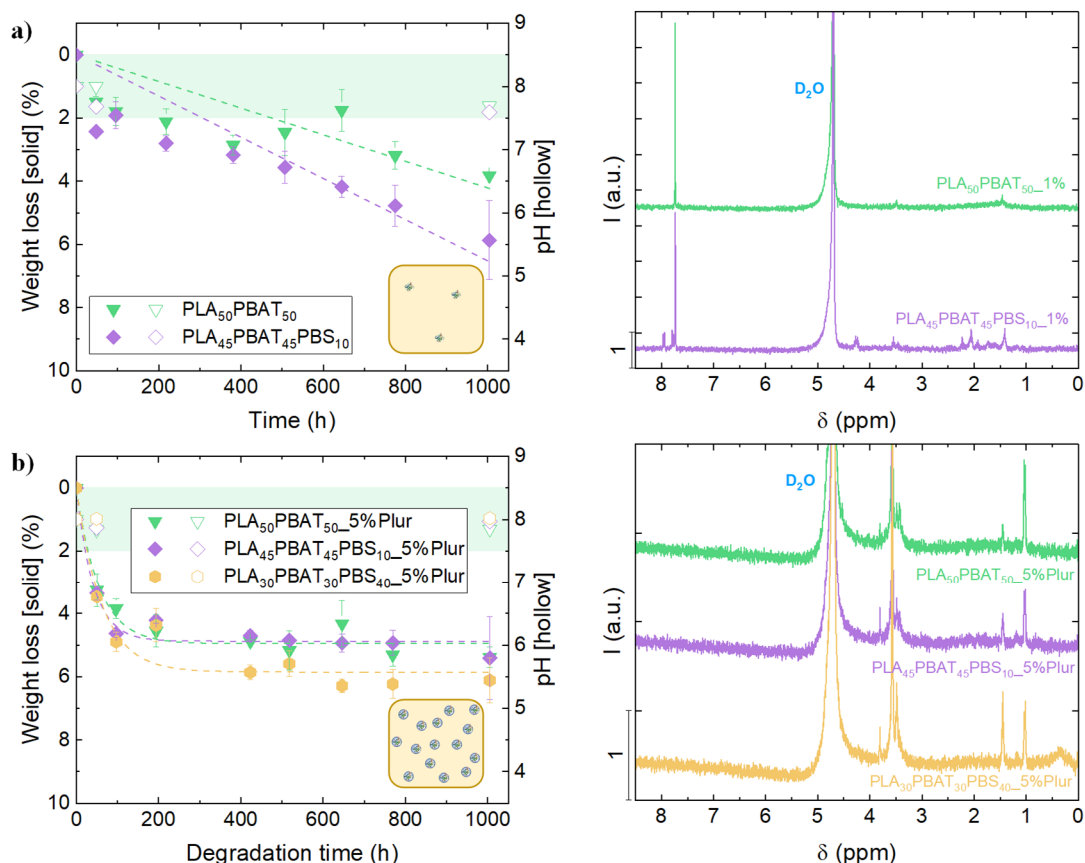 a)
Weight loss [solid] (%)
0
2
4
6
8
10
9
8
7
6
5
4
pH [hollow]
PLA₅₀PBAT₅₀
PLA₄₅PBAT₄₅PBS₁₀
0 200 400 600 800 1000
Time (h)
I (a.u.)
1
D₂O
PLA₅₀PBAT₅₀_1%
PLA₄₅PBAT₄₅PBS₁₀_1%
8 7 6 5 4 3 2 1 0
δ (ppm)
b)
Weight loss [solid] (%)
0
2
4
6
8
10
9
8
7
6
5
4
pH [hollow]
PLA₅₀PBAT₅₀_5%Plur
PLA₄₅PBAT₄₅PBS₁₀_5%Plur
PLA₃₀PBAT₃₀PBS₄₀_5%Plur
0 200 400 600 800 1000
Degradation time (h)
I (a.u.)
1
D₂O
PLA₅₀PBAT₅₀_5%Plur
PLA₄₅PBAT₄₅PBS₁₀_5%Plur
PLA₃₀PBAT₃₀PBS₄₀_5%Plur
8 7 6 5 4 3 2 1 0
δ (ppm)